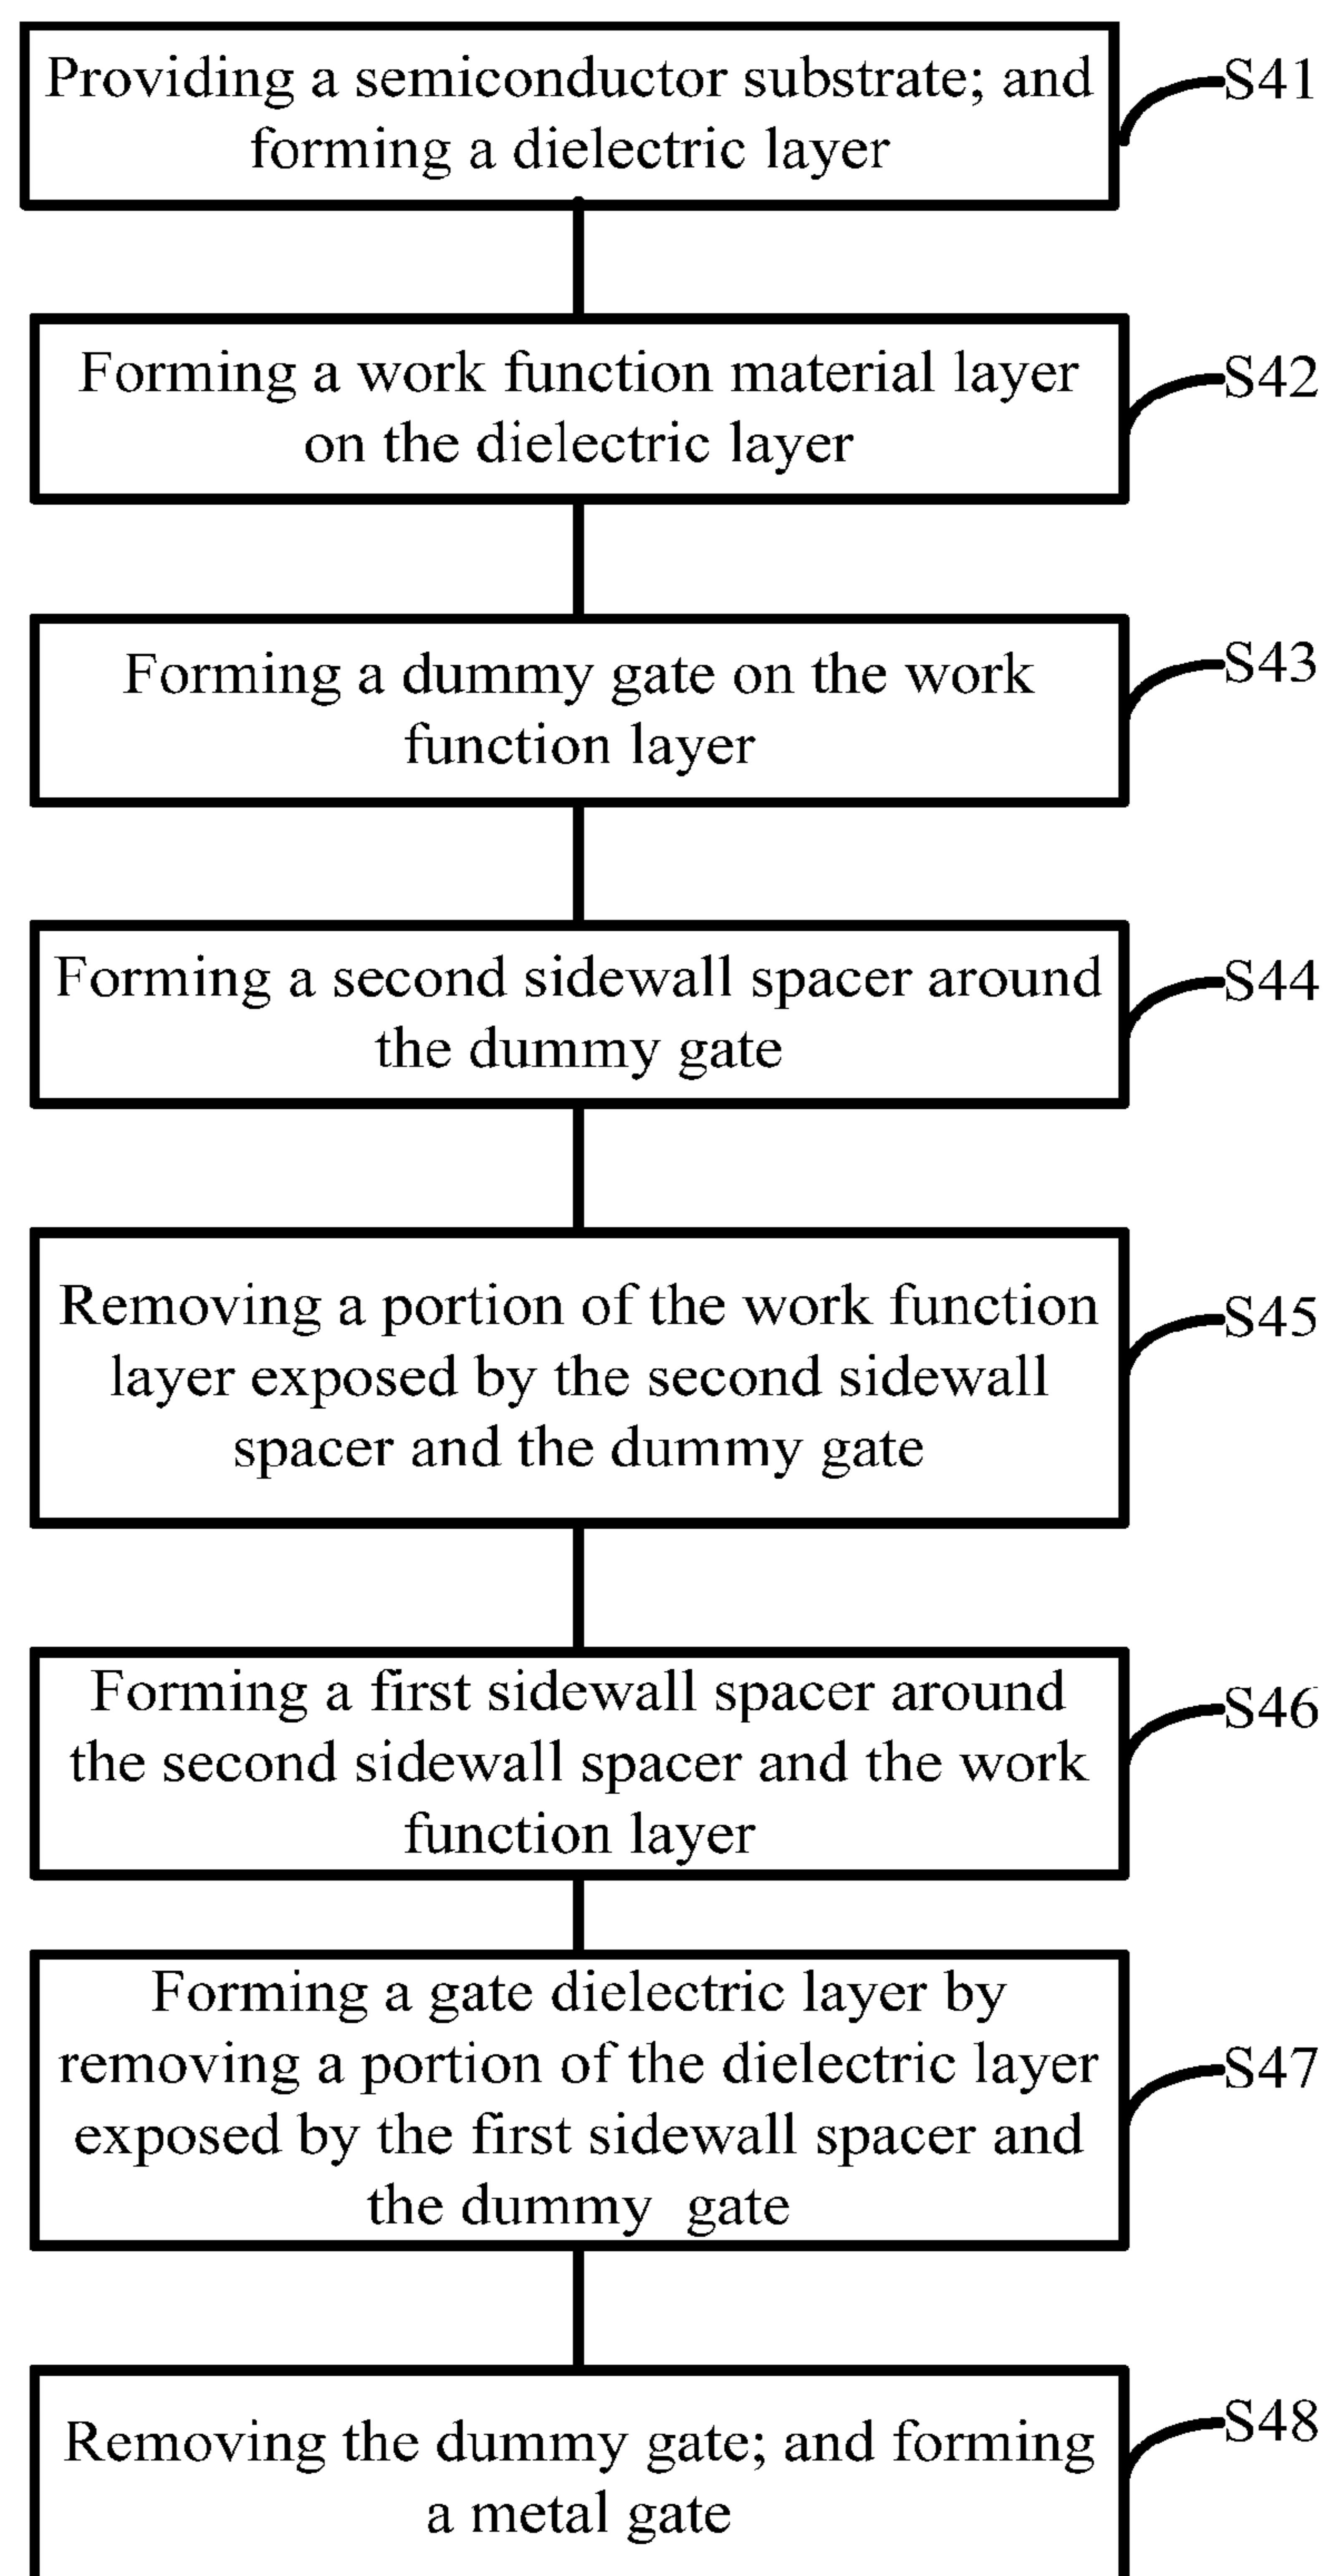 Providing a semiconductor substrate; and
forming a dielectric layer
S41
Forming a work function material layer
on the dielectric layer
S42
Forming a dummy gate on the work
function layer
S43
Forming a second sidewall spacer around
the dummy gate
S44
Removing a portion of the work function
layer exposed by the second sidewall
spacer and the dummy gate
S45
Forming a first sidewall spacer around
the second sidewall spacer and the work
function layer
S46
Forming a gate dielectric layer by
removing a portion of the dielectric layer
exposed by the first sidewall spacer and
the dummy gate
S47
Removing the dummy gate; and forming
a metal gate
S48